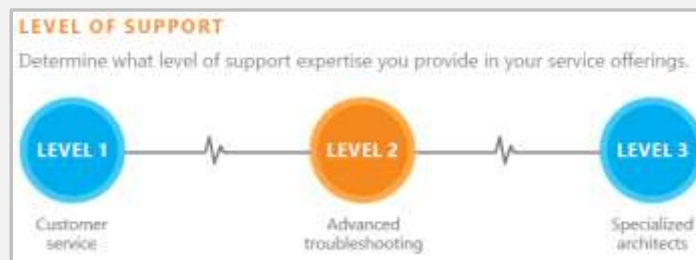 LEVEL OF SUPPORT
Determine what level of support expertise you provide in your service offerings.
LEVEL 1
LEVEL 2
LEVEL 3
Customer
service
Advanced
troubleshooting
Specialized
architects